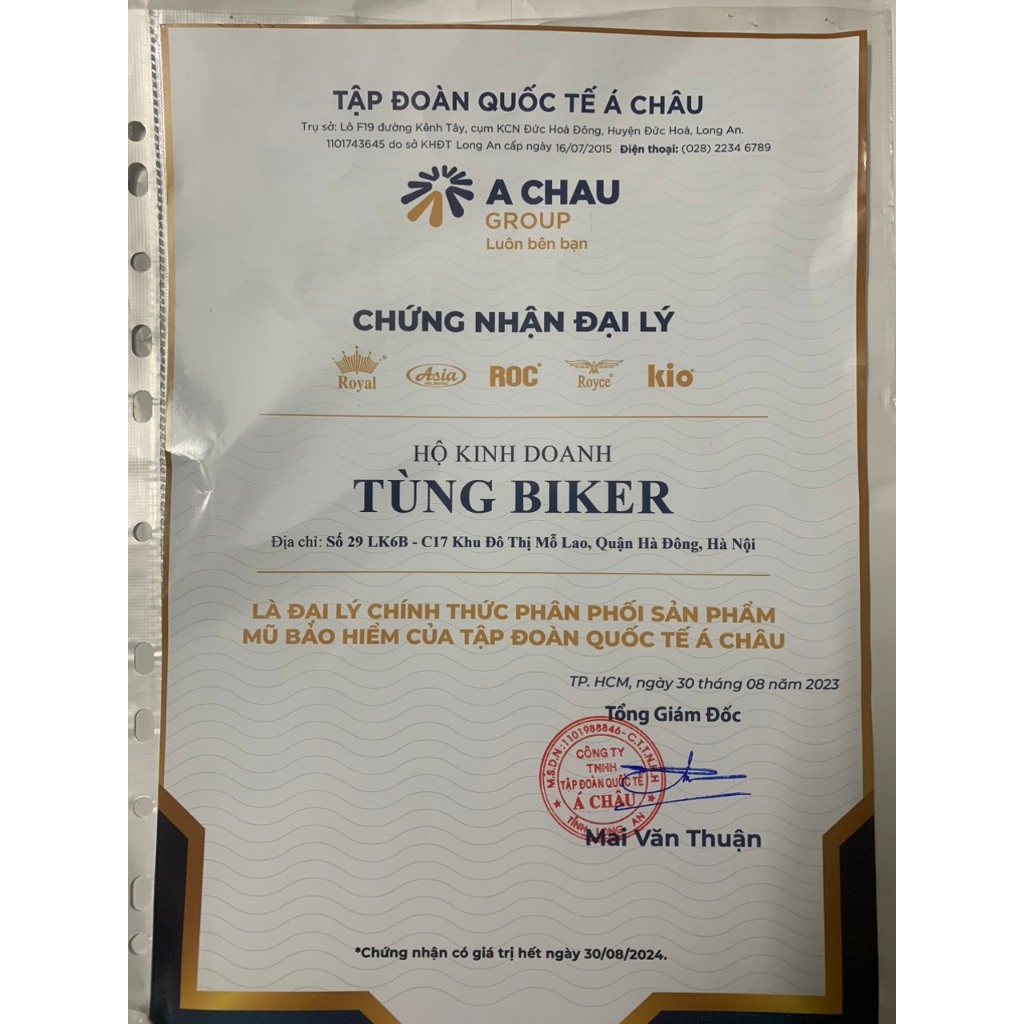 TẬP ĐOÀN QUỐC TẾ Á CHÂU
Trụ sở: Lô F19 đường Kênh Tây, cụm KCN Đức Hoà Đông, Huyện Đức Hoà, Long An.
1101743645 do sở KHĐT Long An cấp ngày 16/07/2015 Điện thoại: (028) 2234 6789
A CHAU
GROUP
Luôn bên bạn
CHỨNG NHẬN ĐẠI LÝ
Royal Asia ROC Royce kio
HỘ KINH DOANH
TÙNG BIKER
Địa chỉ: Số 29 LK6B - C17 Khu Đô Thị Mỗ Lao, Quận Hà Đông, Hà Nội
LÀ ĐẠI LÝ CHÍNH THỨC PHÂN PHỐI SẢN PHẨM
MŨ BẢO HIỂM CỦA TẬP ĐOÀN QUỐC TẾ Á CHÂU
TP. HCM, ngày 30 tháng 08 năm 2023
Tổng Giám Đốc
M.S.D.N: 1101988846 - C.T.T.N.H.H
CÔNG TY
TNHH
TẬP ĐOÀN QUỐC TẾ
Á CHÂU
TỈNH LONG AN
Mai Văn Thuận
*Chứng nhận có giá trị hết ngày 30/08/2024.